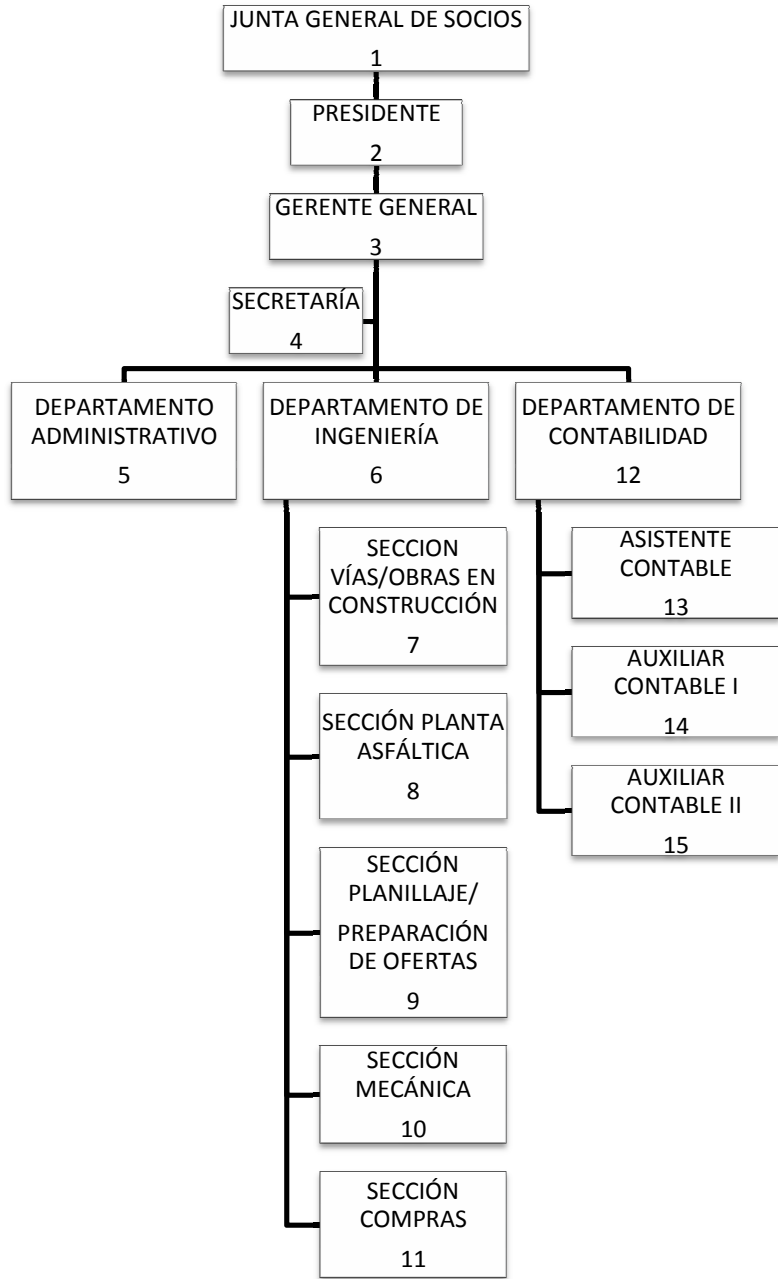 JUNTA GENERAL DE SOCIOS
1
PRESIDENTE
2
GERENTE GENERAL
3
SECRETARÍA
4
DEPARTAMENTO
ADMINISTRATIVO
5
DEPARTAMENTO DE
INGENIERÍA
6
DEPARTAMENTO DE
CONTABILIDAD
12
SECCION
VÍAS/OBRAS EN
CONSTRUCCIÓN
7
SECCIÓN PLANTA
ASFÁLTICA
8
SECCIÓN
PLANILLAJE/
PREPARACIÓN
DE OFERTAS
9
SECCIÓN
MECÁNICA
10
SECCIÓN
COMPRAS
11
ASISTENTE
CONTABLE
13
AUXILIAR
CONTABLE I
14
AUXILIAR
CONTABLE II
15